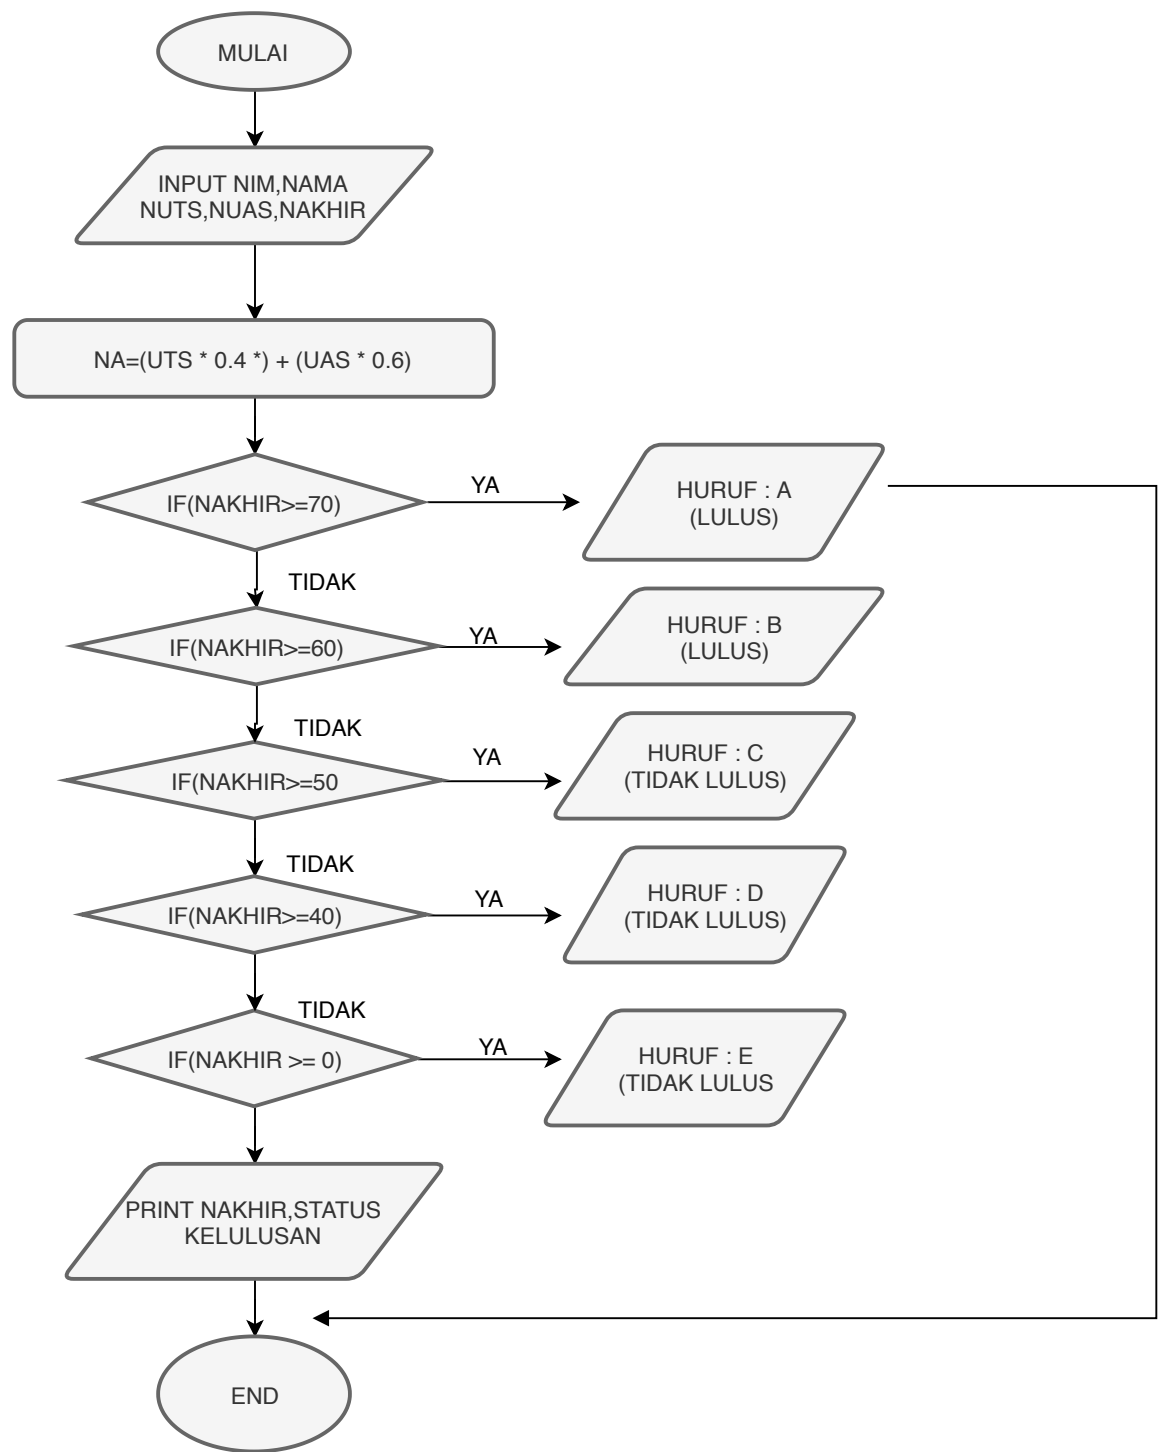 MULAI
INPUT NIM,NAMA
NUTS,NUAS,NAKHIR
NA=(UTS * 0.4 *) + (UAS * 0.6)
IF(NAKHIR>=70)
YA
HURUF : A
(LULUS)
TIDAK
IF(NAKHIR>=60)
YA
HURUF : B
(LULUS)
TIDAK
IF(NAKHIR>=50
YA
HURUF : C
(TIDAK LULUS)
TIDAK
IF(NAKHIR>=40)
YA
HURUF : D
(TIDAK LULUS)
TIDAK
IF(NAKHIR >= 0)
YA
HURUF : E
(TIDAK LULUS
PRINT NAKHIR,STATUS
KELULUSAN
END